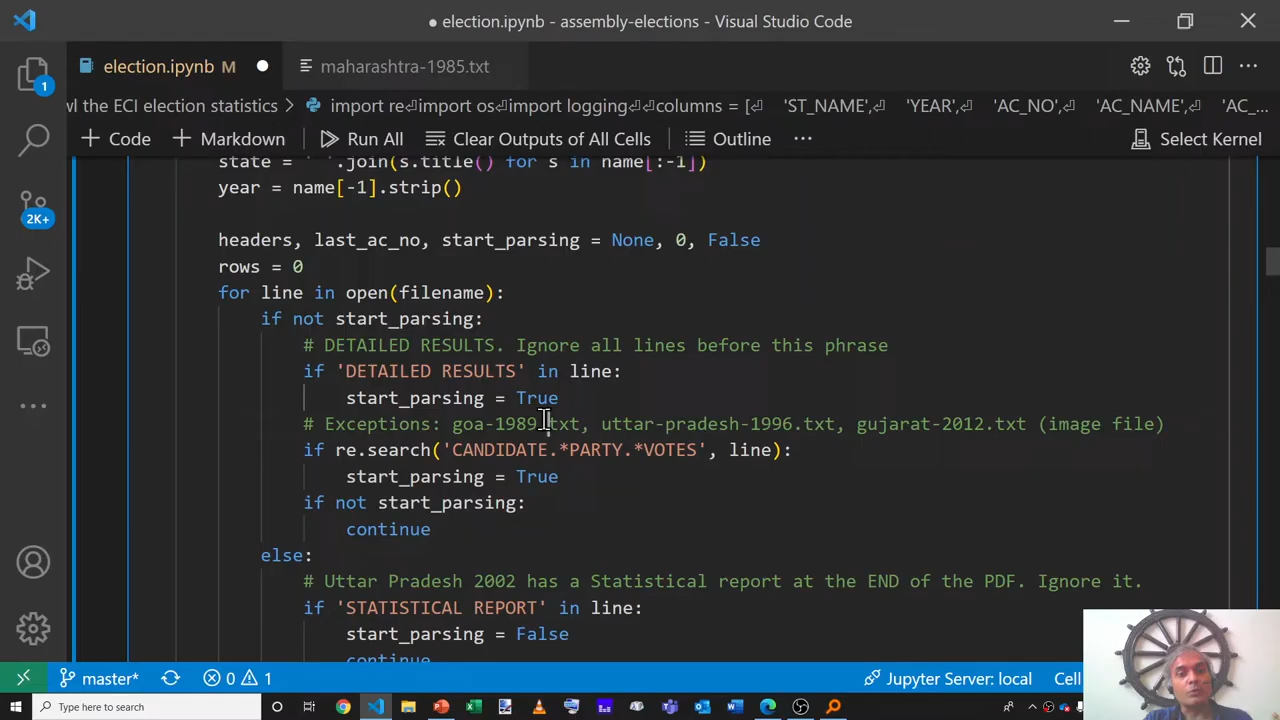 ● election.ipynb - assembly-elections - Visual Studio Code
election.ipynb M ● maharashtra-1985.txt
wl the ECI election statistics > import re⏎import os⏎import logging⏎columns = [⏎ 'ST_NAME',⏎ 'YEAR',⏎ 'AC_NO',⏎ 'AC_NAME',⏎ 'AC_...
+ Code + Markdown Run All Clear Outputs of All Cells Outline ... Select Kernel
state = ' '.join(s.title() for s in name[:-1])
year = name[-1].strip()
headers, last_ac_no, start_parsing = None, 0, False
rows = 0
for line in open(filename):
if not start_parsing:
# DETAILED RESULTS. Ignore all lines before this phrase
if 'DETAILED RESULTS' in line:
start_parsing = True
# Exceptions: goa-1989.txt, uttar-pradesh-1996.txt, gujarat-2012.txt (image file)
if re.search('CANDIDATE.*PARTY.*VOTES', line):
start_parsing = True
if not start_parsing:
continue
else:
# Uttar Pradesh 2002 has a Statistical report at the END of the PDF. Ignore it.
if 'STATISTICAL REPORT' in line:
start_parsing = False
continue
1
2K+
master* 0 1 Jupyter Server: local Cell
Type here to search